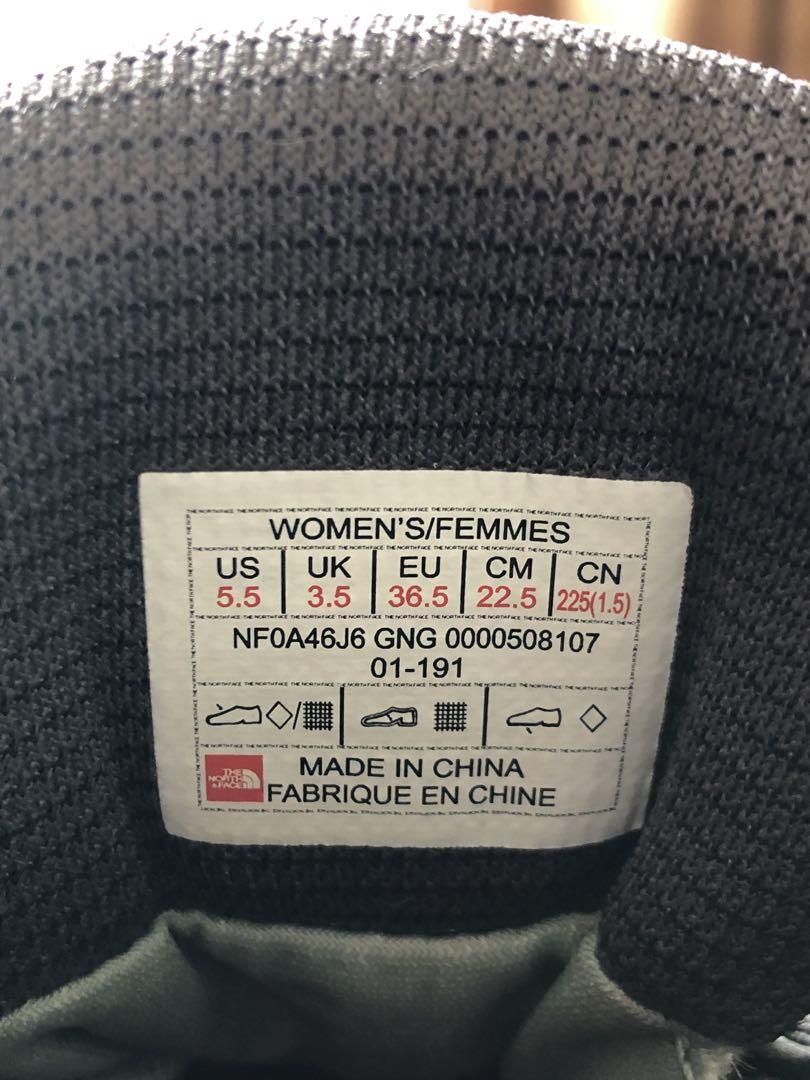 WOMEN'S/FEMMES
US UK EU CM CN
5.5 3.5 36.5 22.5 225(1.5)
NF0A46J6 GNG 0000508107
01-191
/
THE
NORTH
FACE
MADE IN CHINA
FABRIQUE EN CHINE